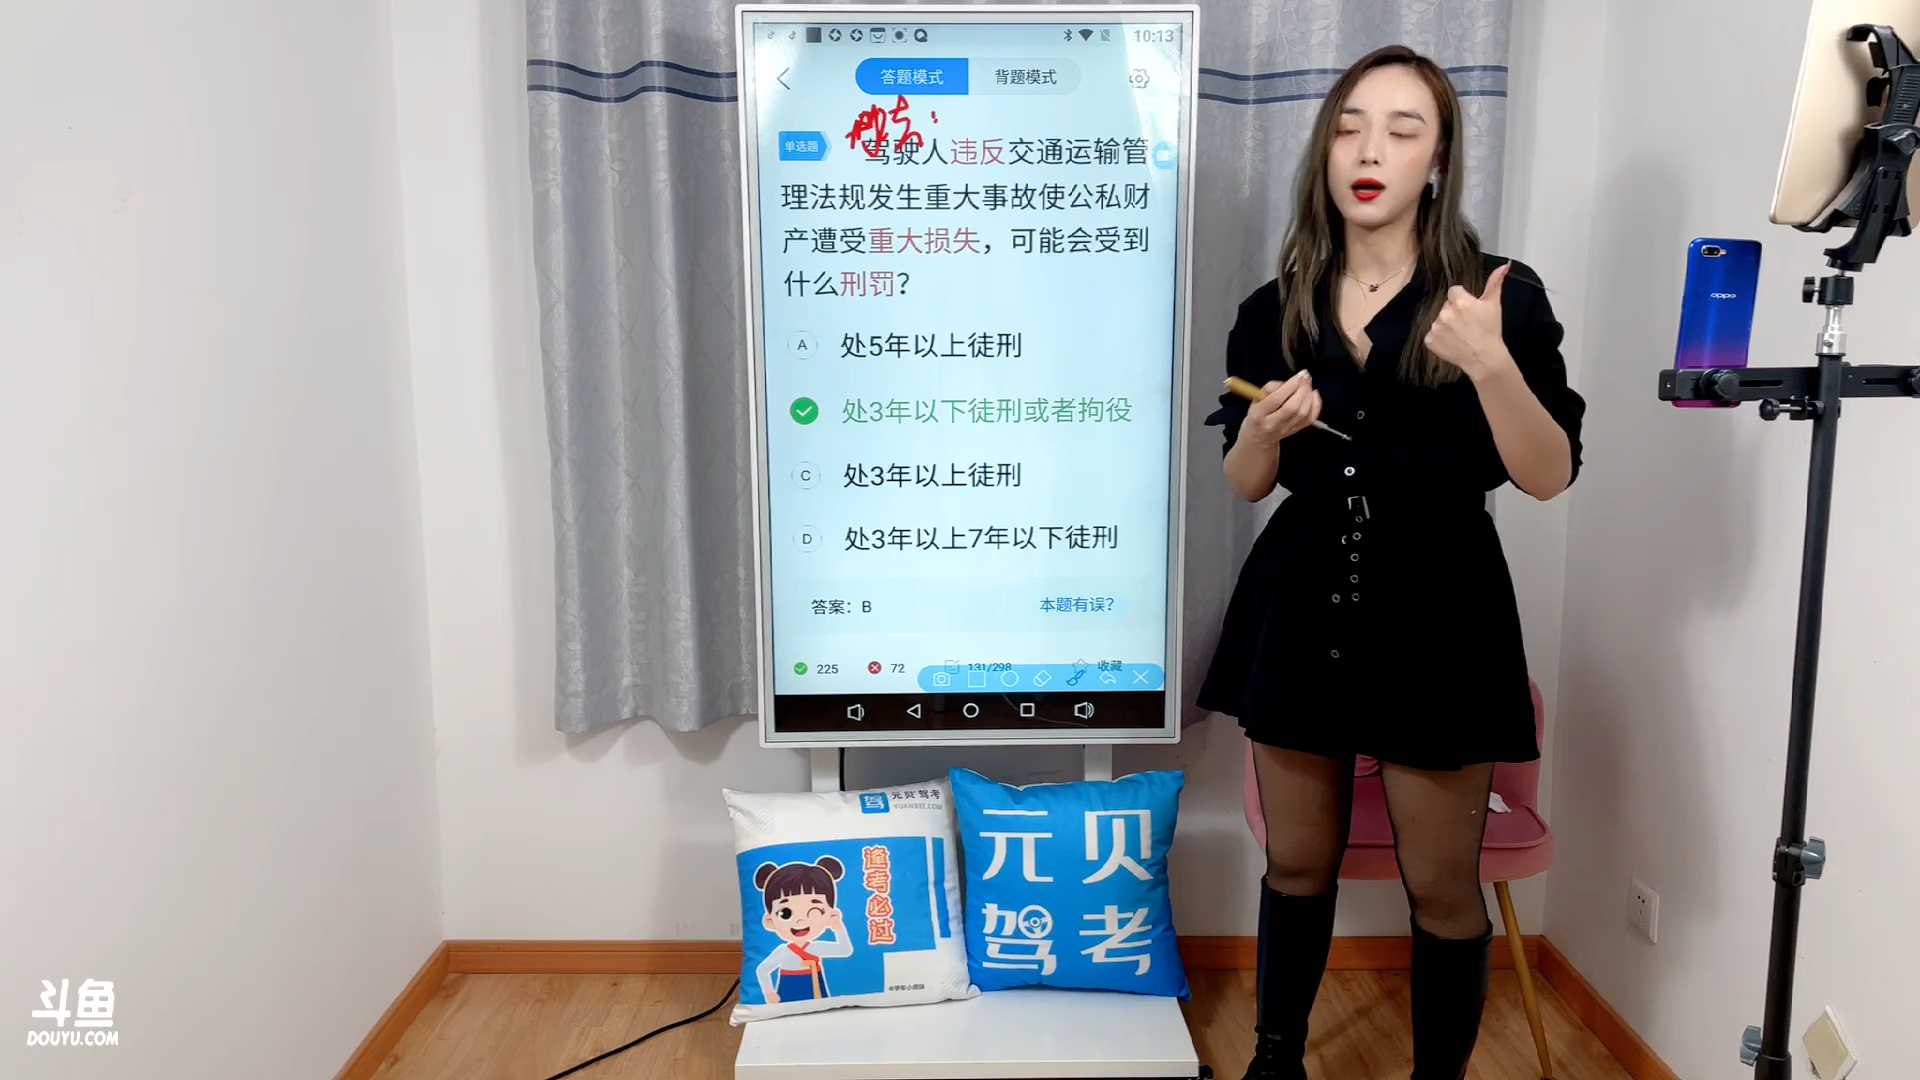 10:13
答题模式 背题模式
单选题 驾驶人违反交通运输管
理法规发生重大事故使公私财
产遭受重大损失，可能会受到
什么刑罚？
A 处5年以上徒刑
处3年以下徒刑或者拘役
C 处3年以上徒刑
D 处3年以上7年以下徒刑
答案：B 本题有误？
225 72 131/298 收藏
oppo
驾 元贝驾考
YUANBEI.COM
逢考必过
元贝
驾考
斗鱼
DOUYU.COM